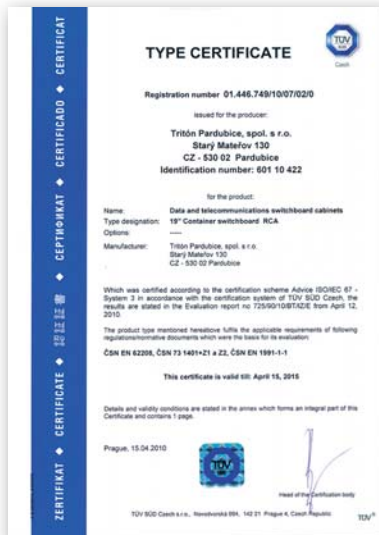 ZERTIFIKAT ◆ CERTIFICATE ◆ 認証証書 ◆ СЕРТИФИКАТ ◆ CERTIFICADO ◆ CERTIFICAT
TÜV
SÜD
Czech
TYPE CERTIFICATE
Registration number 01.446.749/10/07/02/0
issued for the producer:
Tritón Pardubice, spol. s r.o.
Starý Mateřov 130
CZ - 530 02 Pardubice
Identification number: 601 10 422
for the product:
Name: Data and telecommunications switchboard cabinets
Type designation: 19" Container switchboard RCA
Options: -----
Manufacturer: Tritón Pardubice, spol. s r.o.
Starý Mateřov 130
CZ - 530 02 Pardubice
Which was certified according to the certification scheme Advice ISO/IEC 67 -
System 3 in accordance with the certification system of TÜV SÜD Czech, the
results are stated in the Evaluation report no 725/90/10/BT/IZ/E from April 12,
2010.
The product type mentioned hereabove fulfils the applicable requirements of following
regulations/normative documents which were the basis for its evaluation:
ČSN EN 62208, ČSN 73 1401+Z1 a Z2, ČSN EN 1991-1-1
This certificate is valid till: April 15, 2015
Details and validity conditions are stated in the annex which forms an integral part of this
Certificate and contains 1 page.
Prague, 15.04.2010
TÜV
Head of the Certification body
TÜV SÜD Czech s.r.o., Novodvorská 994, 142 21 Prague 4, Czech Republic
TÜV®